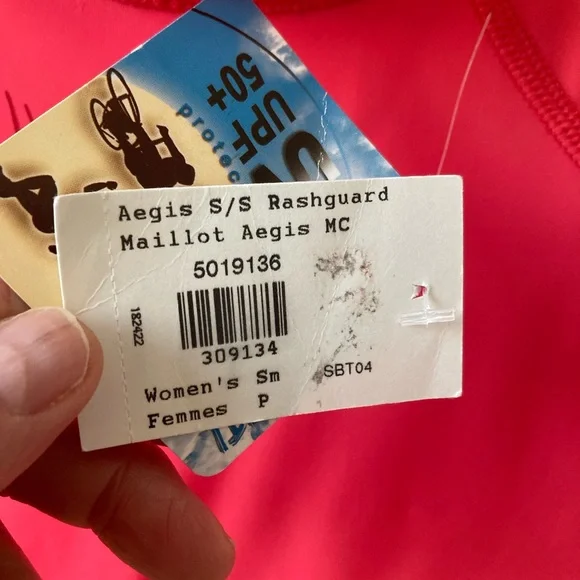 Aegis S/S Rashguard
Maillot Aegis MC
5019136
309134
182422
Women's Sm
Femmes P
SBT04
UPF
50+